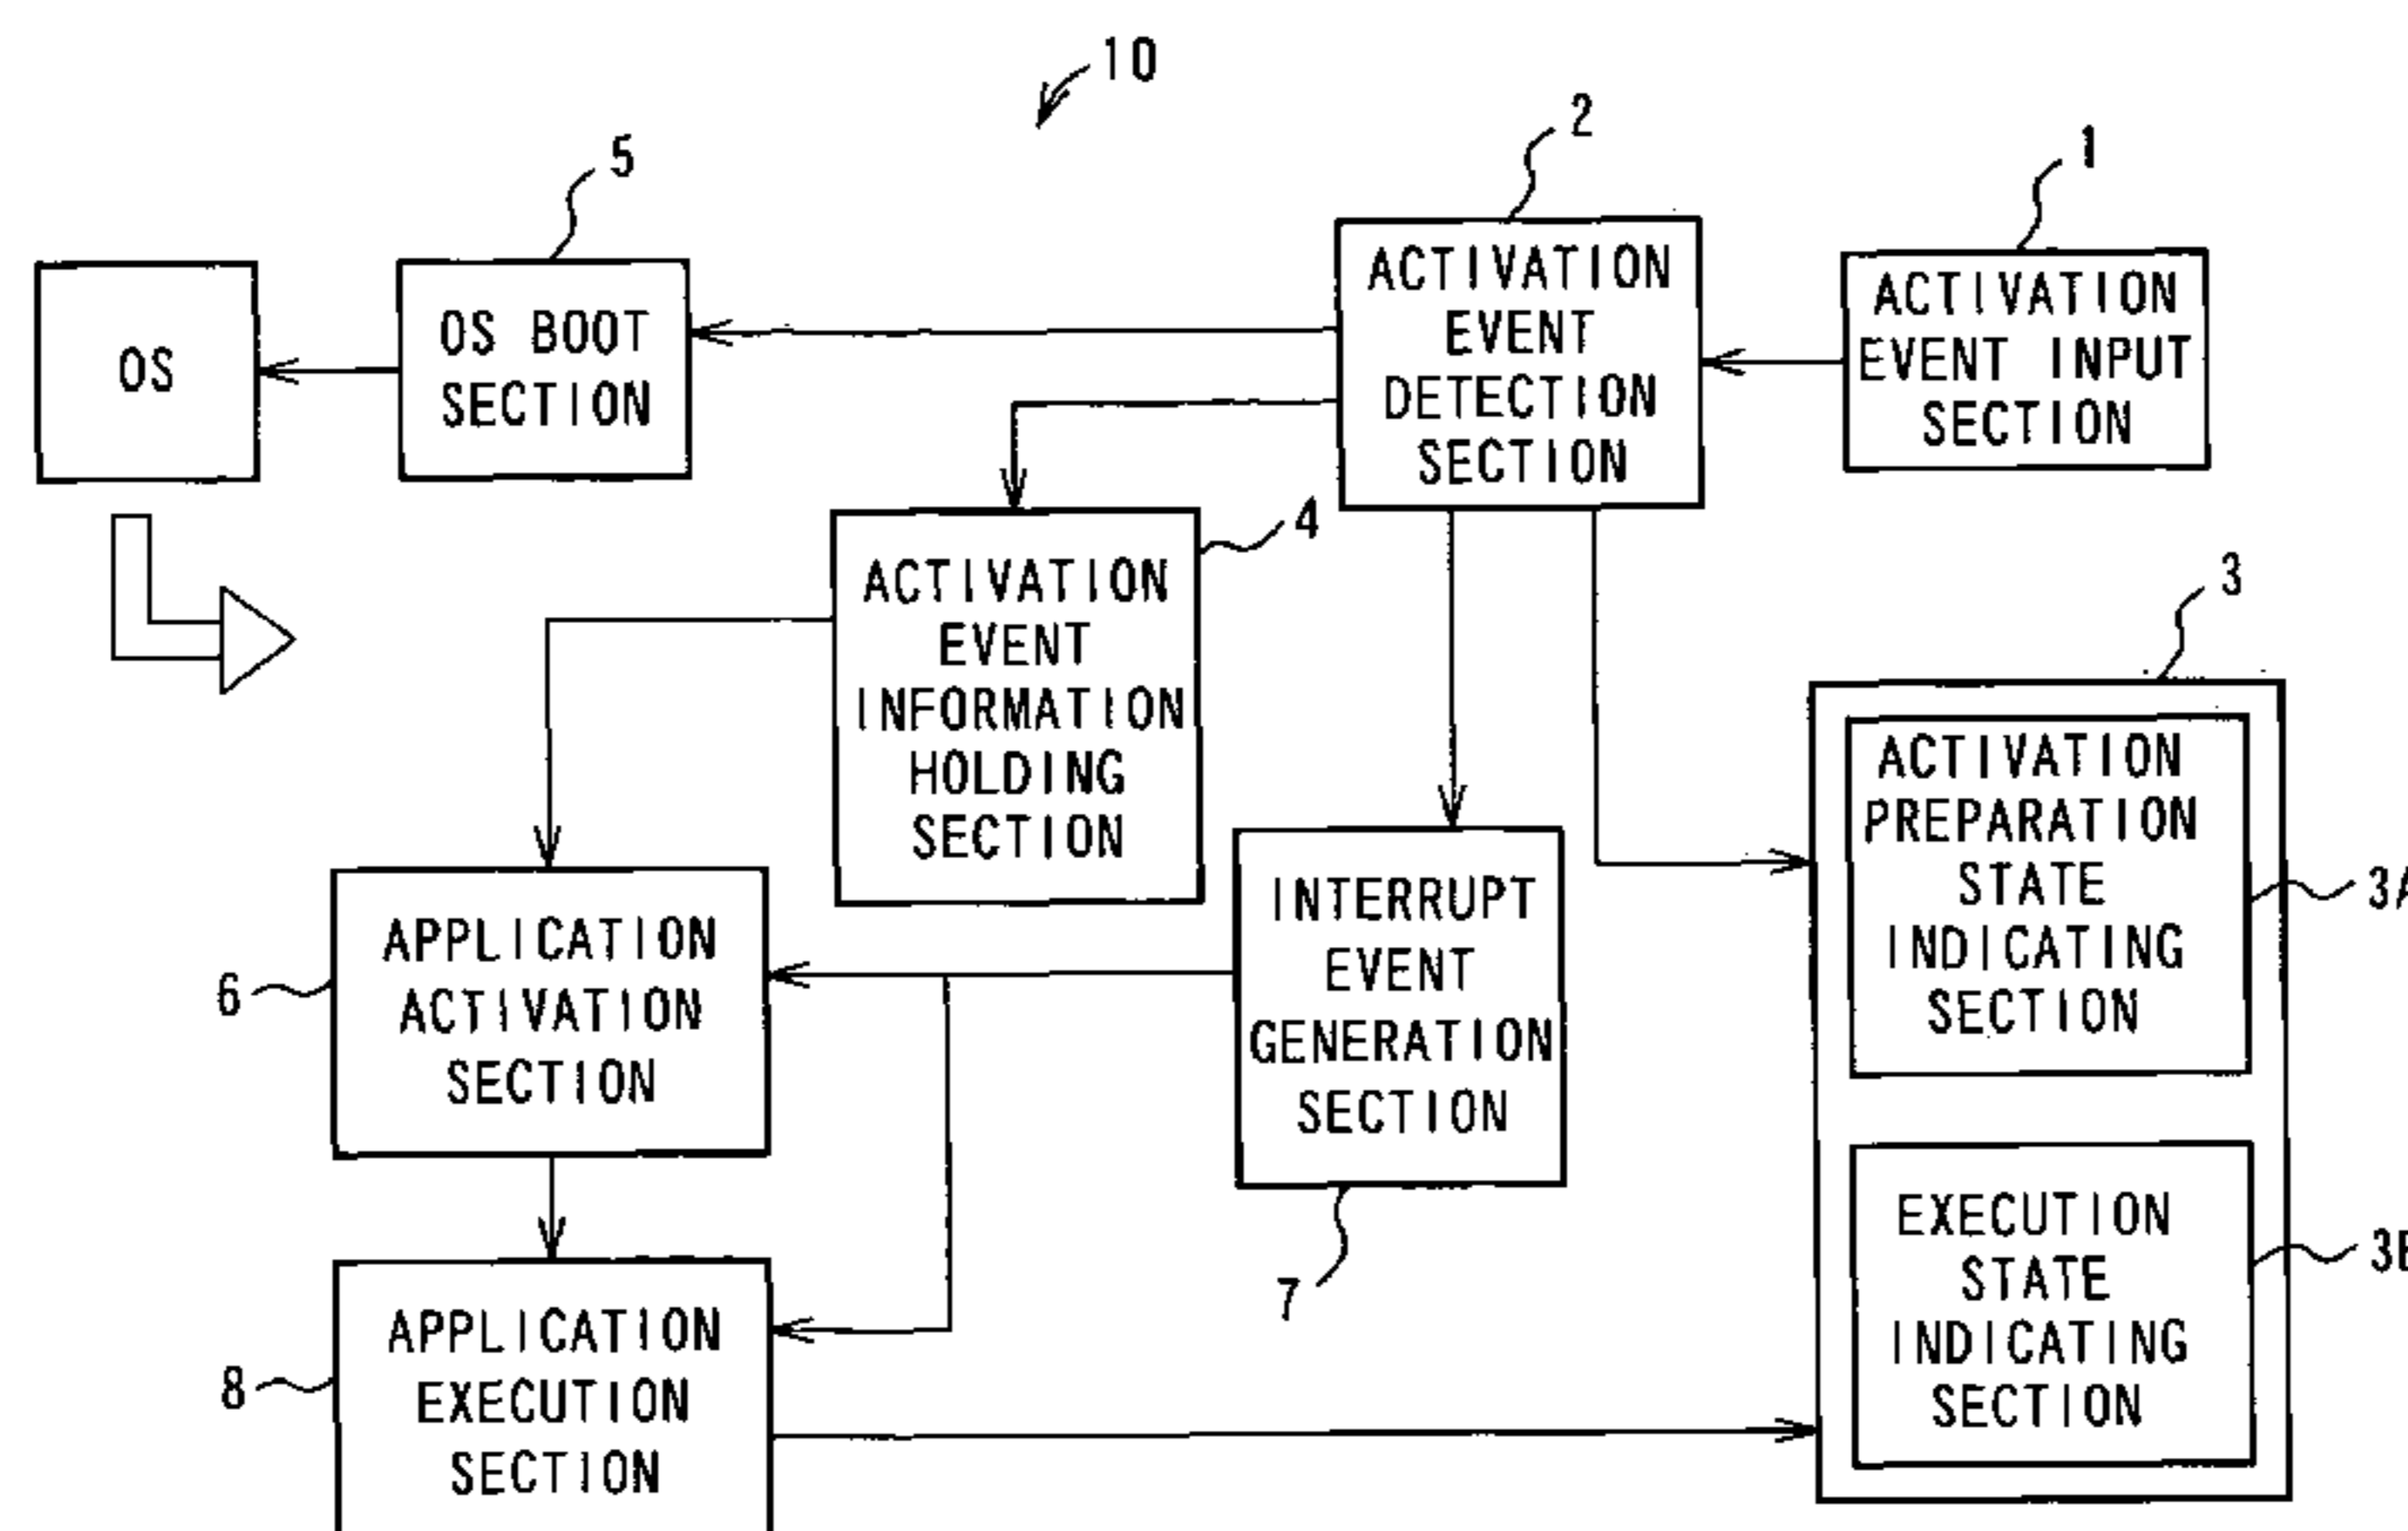 10
2
1
5
ACTIVATION
EVENT
DETECTION
SECTION
ACTIVATION
EVENT INPUT
SECTION
OS BOOT
SECTION
OS
4
ACTIVATION
EVENT
INFORMATION
HOLDING
SECTION
3
ACTIVATION
PREPARATION
STATE
INDICATING
SECTION
3A
INTERRUPT
EVENT
GENERATION
SECTION
7
6
APPLICATION
ACTIVATION
SECTION
EXECUTION
STATE
INDICATING
SECTION
3B
8
APPLICATION
EXECUTION
SECTION